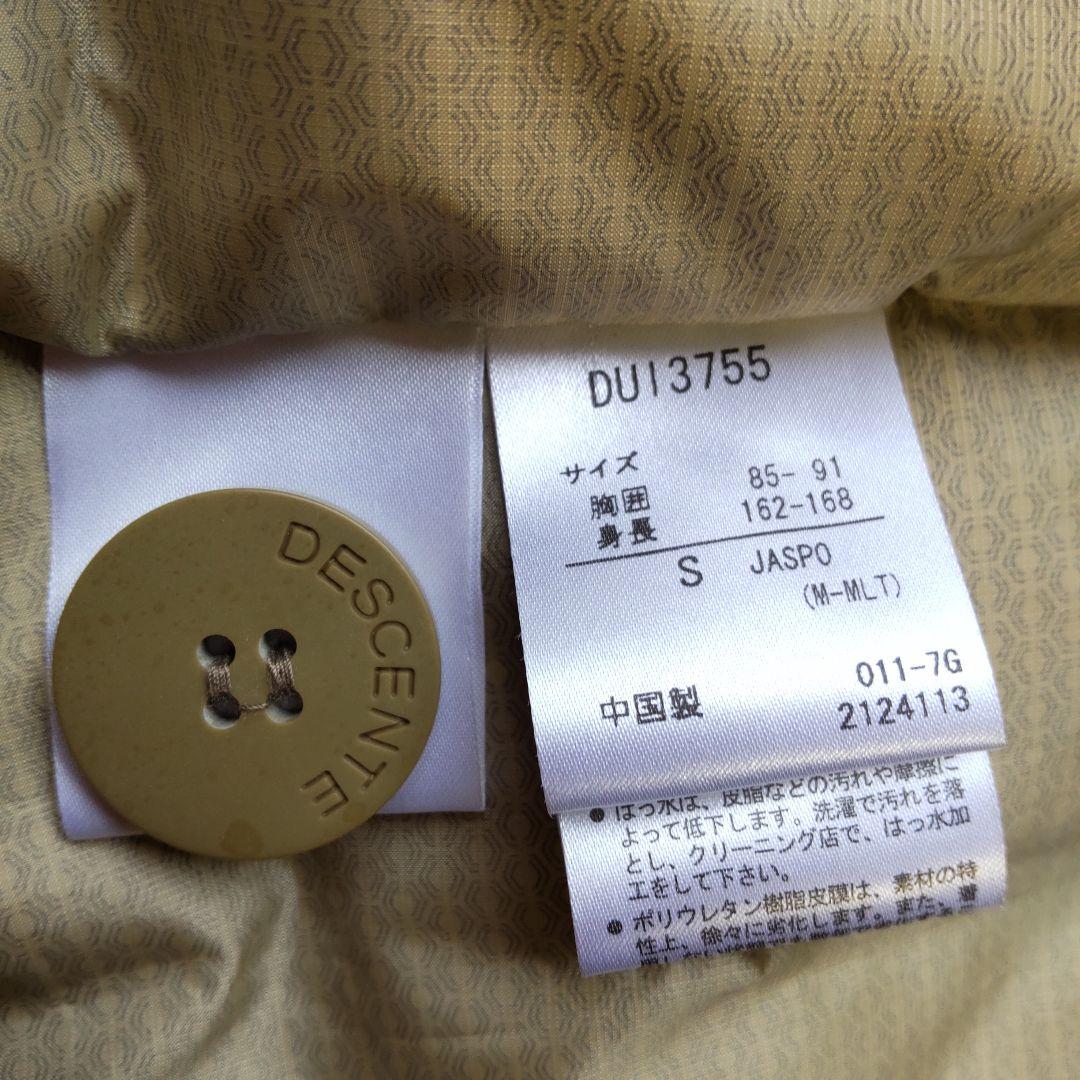 DESCENTE
DUI3755
サイズ
胸囲 85-91
身長 162-168
S JASPO
(M-MLT)
011-7G
中国製 2124113
●はっ水は、皮脂などの汚れや摩擦に
よって低下します。洗濯で汚れを落
とし、クリーニング店で、はっ水加
工をして下さい。
●ポリウレタン樹脂皮膜は、素材の特
性上、徐々に劣化します。また、着